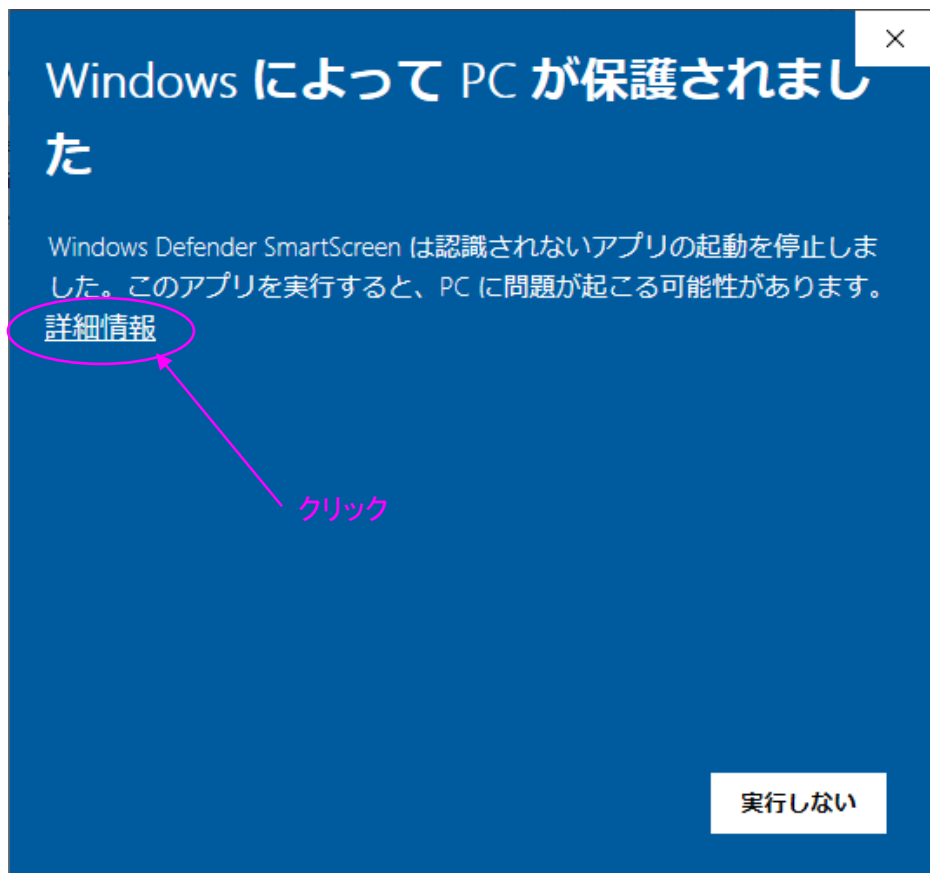 Windows によって PC が保護されまし
た
Windows Defender SmartScreen は認識されないアプリの起動を停止しま
した。このアプリを実行すると、PC に問題が起こる可能性があります。
詳細情報
クリック
実行しない